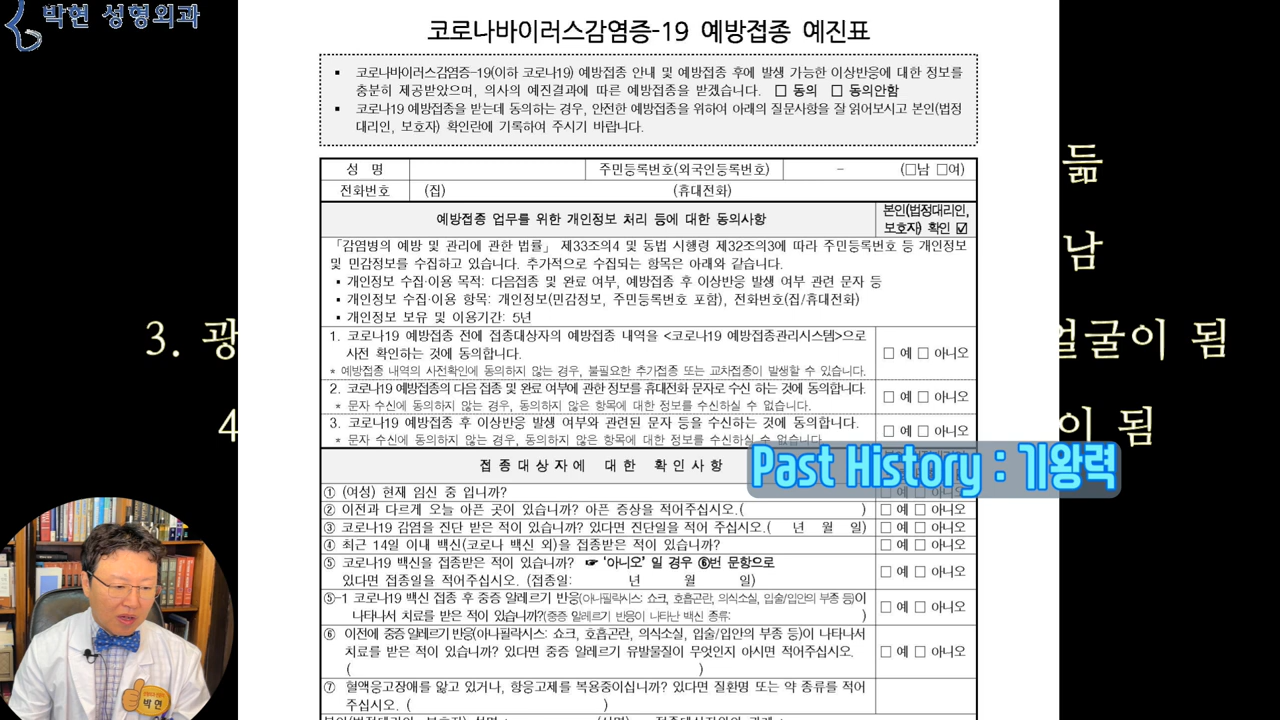 박현 성형외과
코로나바이러스감염증-19 예방접종 예진표
▪ 코로나바이러스감염증-19(이하 코로나19) 예방접종 안내 및 예방접종 후에 발생 가능한 이상반응에 대한 정보를
충분히 제공받았으며, 의사의 예진결과에 따른 예방접종을 받겠습니다. □ 동의 □ 동의안함
▪ 코로나19 예방접종을 받는데 동의하는 경우, 안전한 예방접종을 위하여 아래의 질문사항을 잘 읽어보시고 본인(법정
대리인, 보호자) 확인란에 기록하여 주시기 바랍니다.
성 명 주민등록번호(외국인등록번호) – (□남 □여)
전화번호 (집) (휴대전화)
예방접종 업무를 위한 개인정보 처리 등에 대한 동의사항 본인(법정대리인,
보호자) 확인 ☑
「감염병의 예방 및 관리에 관한 법률」 제33조의4 및 동법 시행령 제32조의3에 따라 주민등록번호 등 개인정보
및 민감정보를 수집하고 있습니다. 추가적으로 수집되는 항목은 아래와 같습니다.
▪ 개인정보 수집·이용 목적: 다음접종 및 완료 여부, 예방접종 후 이상반응 발생 여부 관련 문자 등
▪ 개인정보 수집·이용 항목: 개인정보(민감정보, 주민등록번호 포함), 전화번호(집/휴대전화)
▪ 개인정보 보유 및 이용기간: 5년
1. 코로나19 예방접종 전에 접종대상자의 예방접종 내역을 <코로나19 예방접종관리시스템>으로
사전 확인하는 것에 동의합니다. □ 예 □ 아니오
* 예방접종 내역의 사전확인에 동의하지 않는 경우, 불필요한 추가접종 또는 교차접종이 발생할 수 있습니다.
2. 코로나19 예방접종의 다음 접종 및 완료 여부에 관한 정보를 휴대전화 문자로 수신 하는 것에 동의합니다. □ 예 □ 아니오
* 문자 수신에 동의하지 않는 경우, 동의하지 않은 항목에 대한 정보를 수신하실 수 없습니다.
3. 코로나19 예방접종 후 이상반응 발생 여부와 관련된 문자 등을 수신하는 것에 동의합니다. □ 예 □ 아니오
* 문자 수신에 동의하지 않는 경우, 동의하지 않은 항목에 대한 정보를 수신하실 수 없습니다.
접 종 대 상 자 에 대 한 확 인 사 항
Past History : 기왕력
① (여성) 현재 임신 중 입니까? □ 예 □ 아니오
② 이전과 다르게 오늘 아픈 곳이 있습니까? 아픈 증상을 적어주십시오.( ) □ 예 □ 아니오
③ 코로나19 감염을 진단 받은 적이 있습니까? 있다면 진단일을 적어 주십시오.( 년 월 일) □ 예 □ 아니오
④ 최근 14일 이내 백신(코로나 백신 외)을 접종받은 적이 있습니까? □ 예 □ 아니오
⑤ 코로나19 백신을 접종받은 적이 있습니까? ☞ '아니오' 일 경우 ⑥번 문항으로
있다면 접종일을 적어주십시오. (접종일: 년 월 일) □ 예 □ 아니오
⑤-1 코로나19 백신 접종 후 중증 알레르기 반응(아나필락시스: 쇼크, 호흡곤란, 의식소실, 입술/입안의 부종 등)이
나타나서 치료를 받은 적이 있습니까?(중증 알레르기 반응이 나타난 백신 종류: ) □ 예 □ 아니오
⑥ 이전에 중증 알레르기 반응(아나필락시스: 쇼크, 호흡곤란, 의식소실, 입술/입안의 부종 등)이 나타나서
치료를 받은 적이 있습니까? 있다면 중증 알레르기 유발물질이 무엇인지 아시면 적어주십시오. □ 예 □ 아니오
( )
⑦ 혈액응고장애를 앓고 있거나, 항응고제를 복용중이십니까? 있다면 질환명 또는 약 종류를 적어
주십시오. ( )
듦
남
3. 광
얼굴이 됨
4
이 됨
박 현